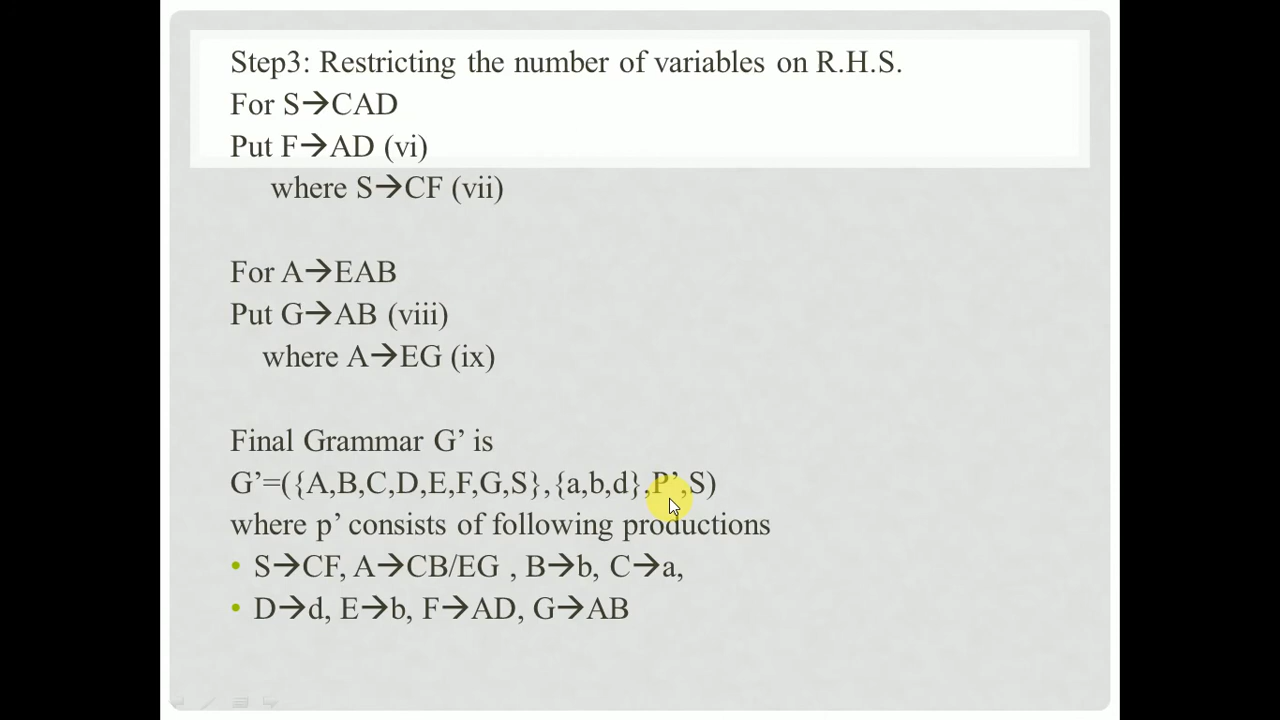 Step3: Restricting the number of variables on R.H.S.
For S→CAD
Put F→AD (vi)
where S→CF (vii)
For A→EAB
Put G→AB (viii)
where A→EG (ix)
Final Grammar G’ is
G’=({A,B,C,D,E,F,G,S},{a,b,d},P’,S)
where p’ consists of following productions
• S→CF, A→CB/EG , B→b, C→a,
• D→d, E→b, F→AD, G→AB